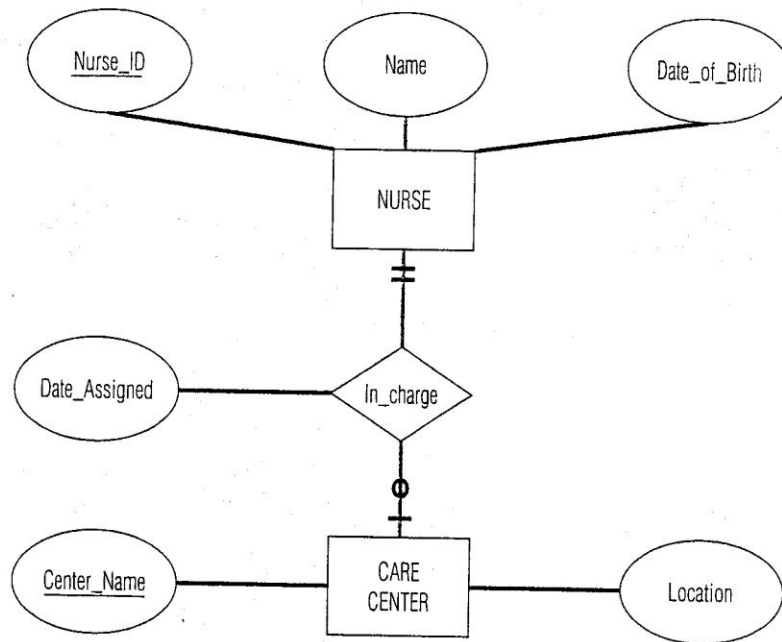 Nurse_ID
Name
Date_of_Birth
NURSE
Date_Assigned
In_charge
Center_Name
CARE
CENTER
Location